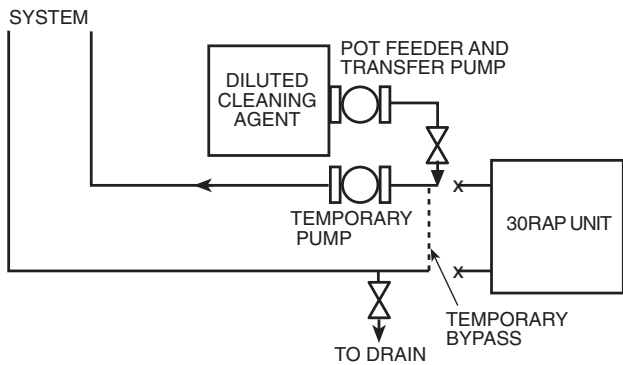 SYSTEM
POT FEEDER AND
TRANSFER PUMP
DILUTED
CLEANING
AGENT
TEMPORARY
PUMP
x
x
30RAP UNIT
TEMPORARY
BYPASS
TO DRAIN